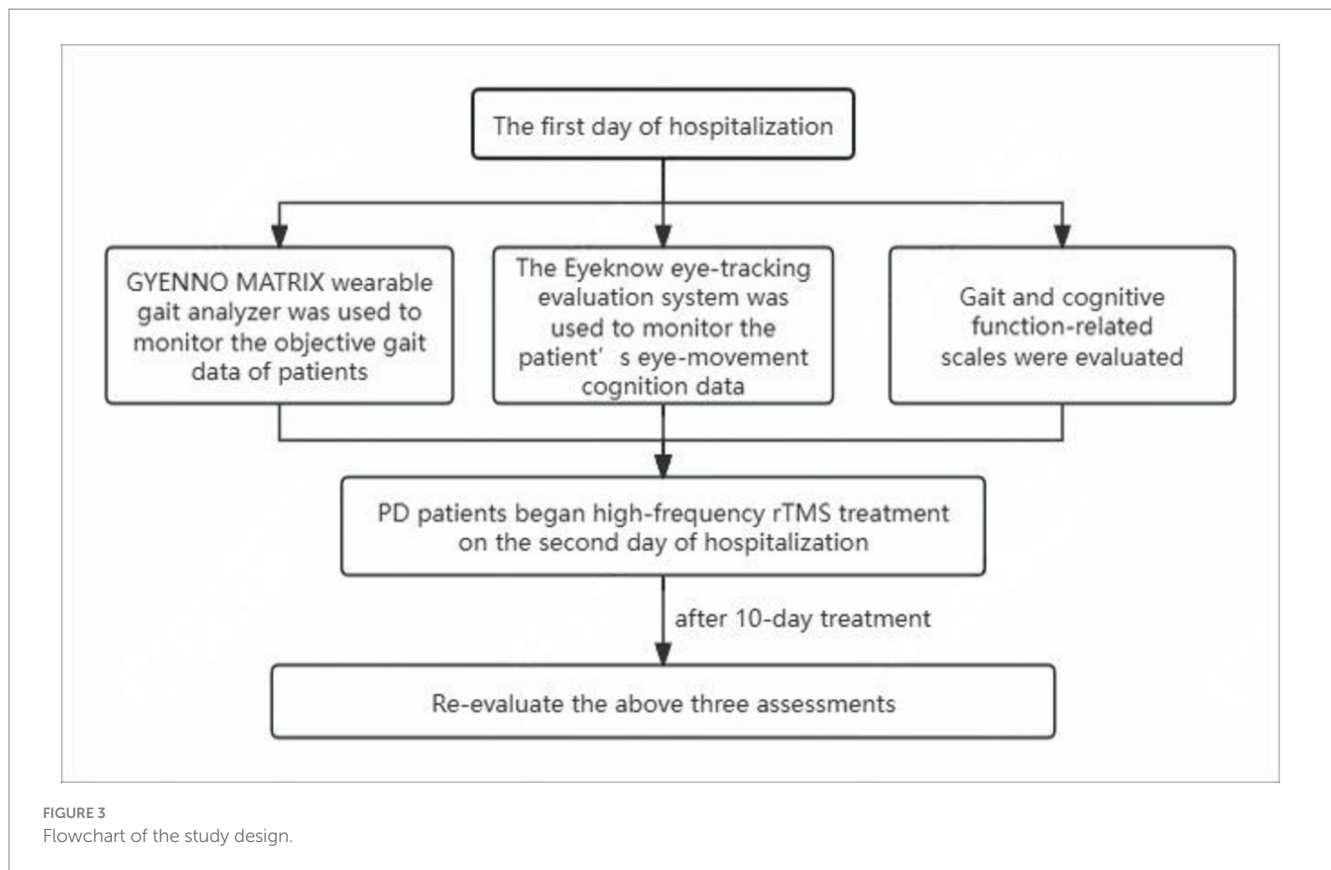 The first day of hospitalization
GYENNO MATRIX wearable
gait analyzer was used to
monitor the objective gait
data of patients
The Eyeknow eye-tracking
evaluation system was
used to monitor the
patient' s eye-movement
cognition data
Gait and cognitive
function-related
scales were evaluated
PD patients began high-frequency rTMS treatment
on the second day of hospitalization
after 10-day treatment
Re-evaluate the above three assessments
FIGURE 3
Flowchart of the study design.